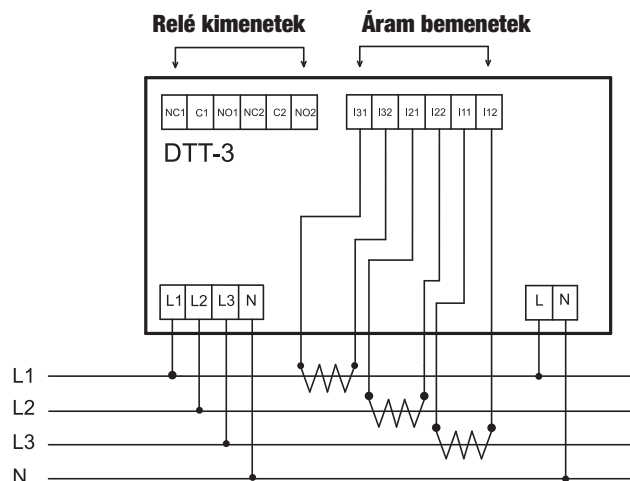 Relé kimenetek Áram bemenetek
NC1 C1 NO1 NC2 C2 NO2 I31 I32 I21 I22 I11 I12
DTT-3
L1 L2 L3 N L N
L1
L2
L3
N